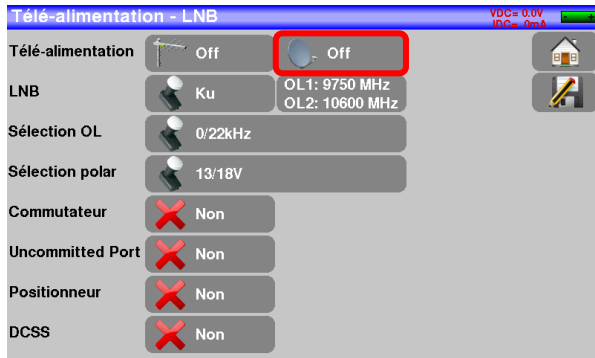 Télé-alimentation - LNB
VDC= 0.0V
IDC= 0mA
- +
Télé-alimentation
Off
Off
LNB
Ku
OL1: 9750 MHz
OL2: 10600 MHz
Sélection OL
0/22kHz
Sélection polar
13/18V
Commutateur
Non
Uncommitted Port
Non
Positionneur
Non
DCSS
Non